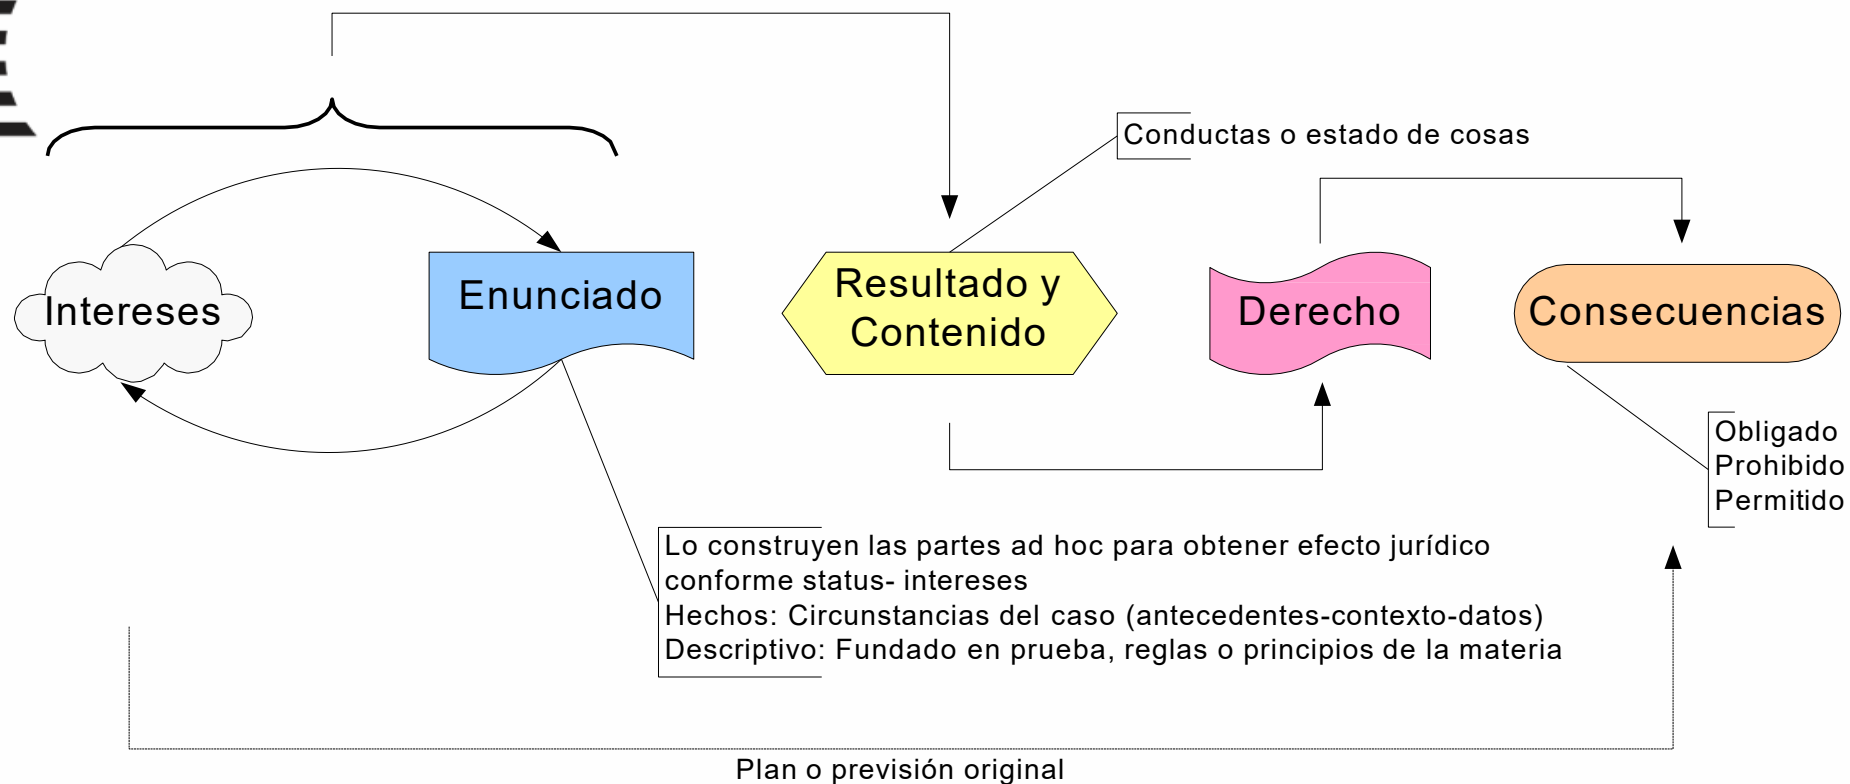 Conductas o estado de cosas
Intereses
Enunciado
Resultado y
Contenido
Derecho
Consecuencias
Obligado
Prohibido
Permitido
Lo construyen las partes ad hoc para obtener efecto jurídico
conforme status- intereses
Hechos: Circunstancias del caso (antecedentes-contexto-datos)
Descriptivo: Fundado en prueba, reglas o principios de la materia
Plan o previsión original